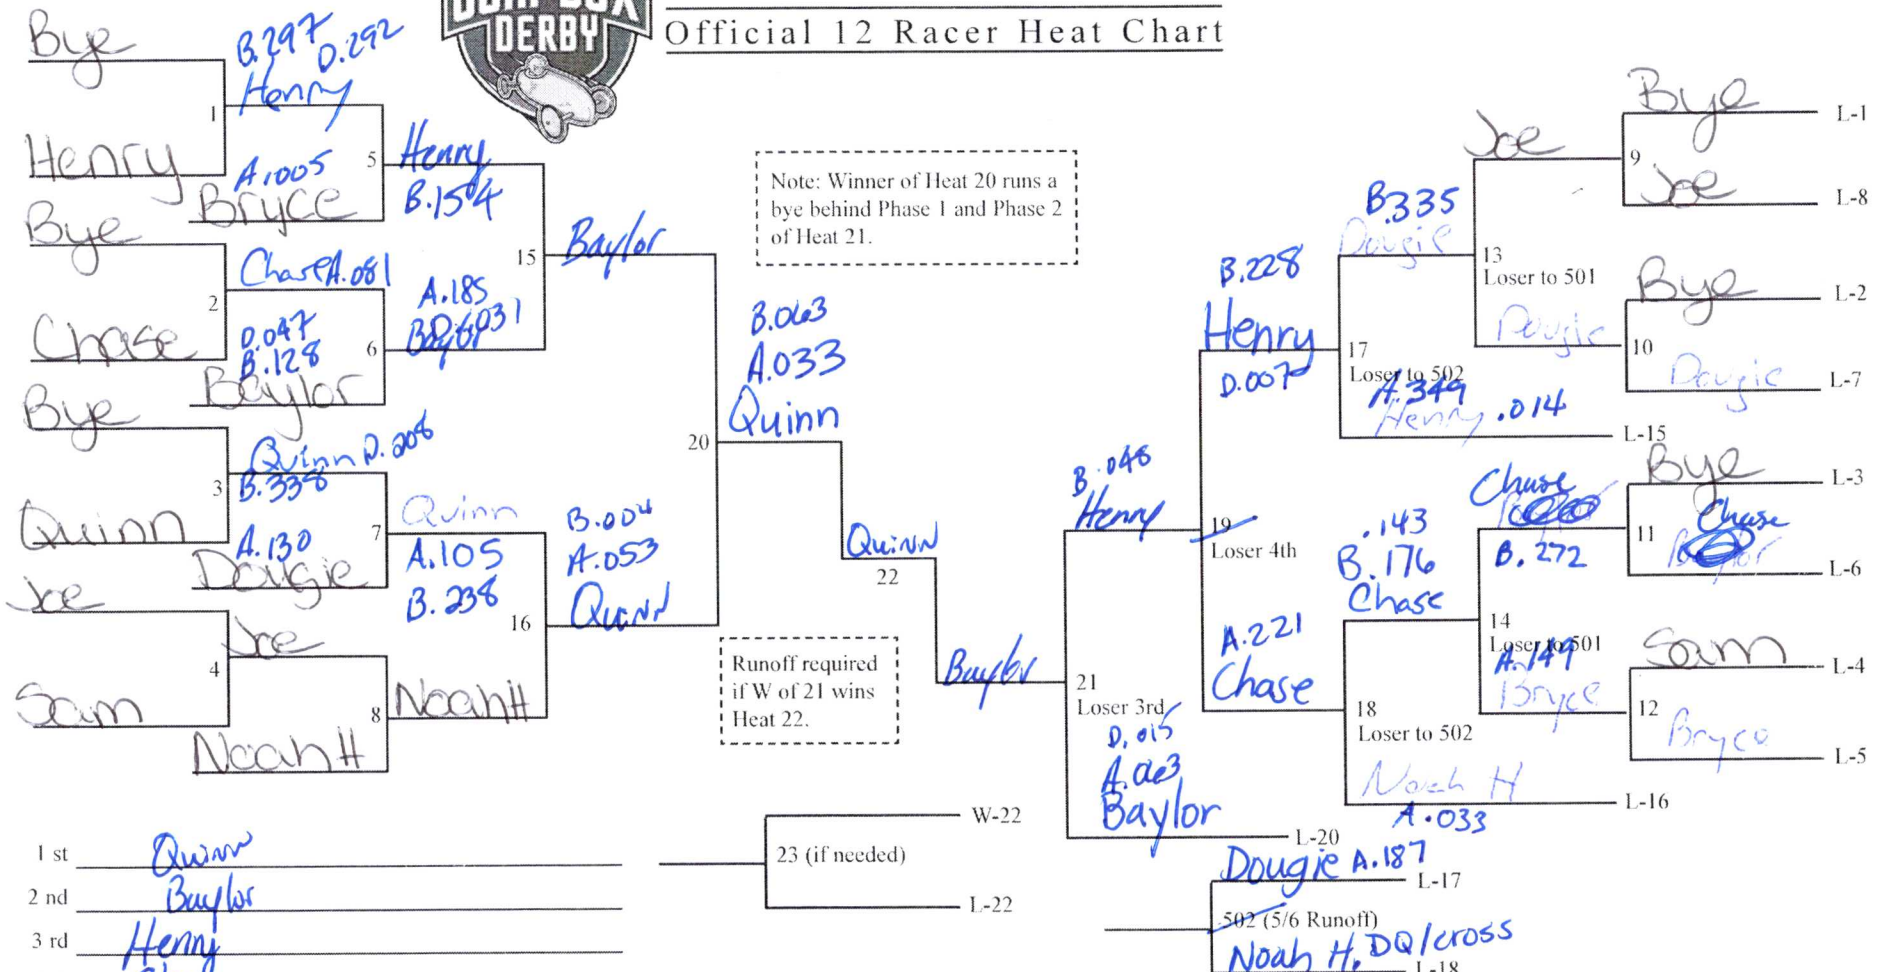 DERBY
Official 12 Racer Heat Chart
Bye
B.297
D.292
Henry
1
Henry
A.005
Bryce
5
Henry
B.154
Bye
Chase A.081
2
Chase
D.047
B.128
Baylor
6
A.185
15
Baylor
Bye
Quinn D.208
B.338
3
Quinn
A.130
Dougie
7
Quinn
A.105
B.238
Joe
Joe
4
Sam
Noah H
8
Noah H
16
B.004
A.053
Quinn
20
B.063
A.033
Quinn
Note: Winner of Heat 20 runs a
bye behind Phase 1 and Phase 2
of Heat 21.
Runoff required
if W of 21 wins
Heat 22.
Quinn
22
Baylor
21
Loser 3rd
D.015
A.063
Baylor
L-20
B.048
Henry
19
Loser 4th
B.228
Henry
D.007
17
Loser to 502
A.349
Henry .014
L-15
B.335
Dougie
13
Loser to 501
Joe
9
Bye
L-1
Joe
L-8
Dougie
10
Bye
L-2
Dougie
L-7
A.221
Chase
18
Loser to 502
Noah H
A.033
L-16
.143
B.176
Chase
14
Loser to 501
A.149
Bryce
Chase
B.272
11
Bye
L-3
Chase
L-6
12
Sam
L-4
Bryce
L-5
1 st Quinn
2 nd Baylor
3 rd Henry
W-22
23 (if needed)
L-22
Dougie A.187
L-17
502 (5/6 Runoff)
Noah H. DQ/cross
L-18